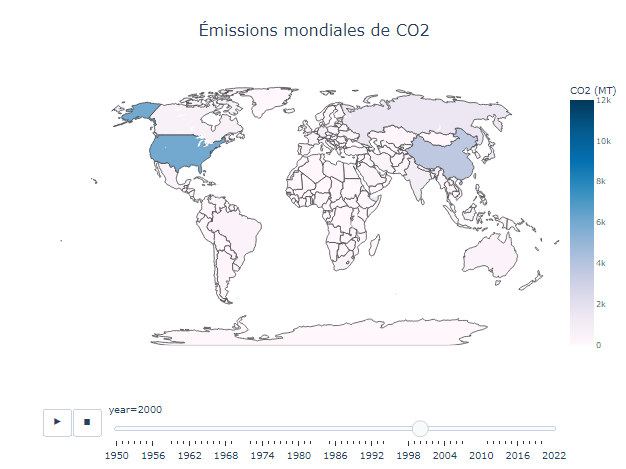 Émissions mondiales de CO2
CO2 (MT)
12k
10k
8k
6k
4k
2k
0
year=2000
1950 1956 1962 1968 1974 1980 1986 1992 1998 2004 2010 2016 2022